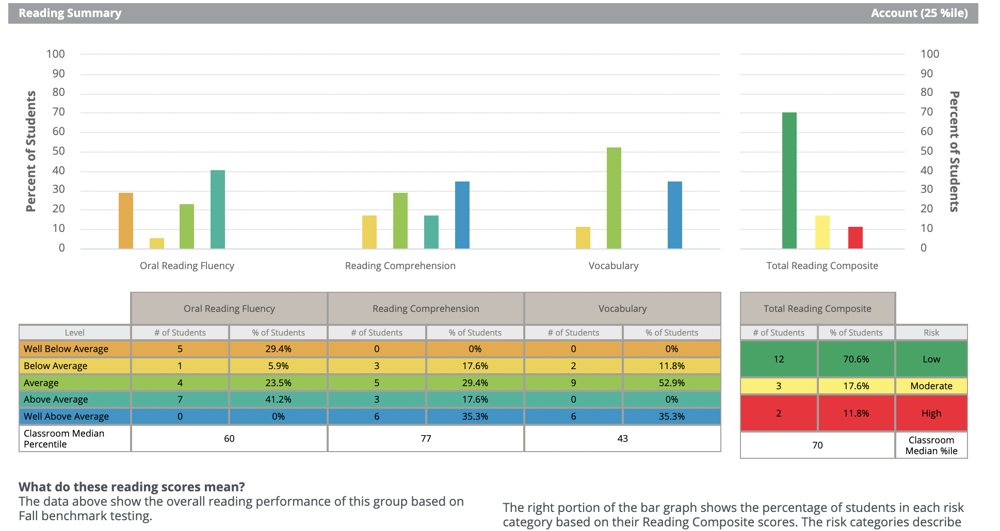 Reading Summary Account (25 %ile)
100 100
90 90
80 80
70 70
60 60
50 50
40 40
30 30
20 20
10 10
0 0
Percent of Students
Percent of Students
Oral Reading Fluency Reading Comprehension Vocabulary Total Reading Composite
Oral Reading Fluency Reading Comprehension Vocabulary Total Reading Composite
Level # of Students % of Students # of Students % of Students # of Students % of Students # of Students % of Students Risk
Well Below Average 5 29.4% 0 0% 0 0%
Below Average 1 5.9% 3 17.6% 2 11.8%
12 70.6% Low
Average 4 23.5% 5 29.4% 9 52.9%
3 17.6% Moderate
Above Average 7 41.2% 3 17.6% 0 0%
Well Above Average 0 0% 6 35.3% 6 35.3%
2 11.8% High
Classroom Median
Percentile
60 77 43
70
Classroom
Median %ile
What do these reading scores mean?
The data above show the overall reading performance of this group based on
Fall benchmark testing.
The right portion of the bar graph shows the percentage of students in each risk
category based on their Reading Composite scores. The risk categories describe